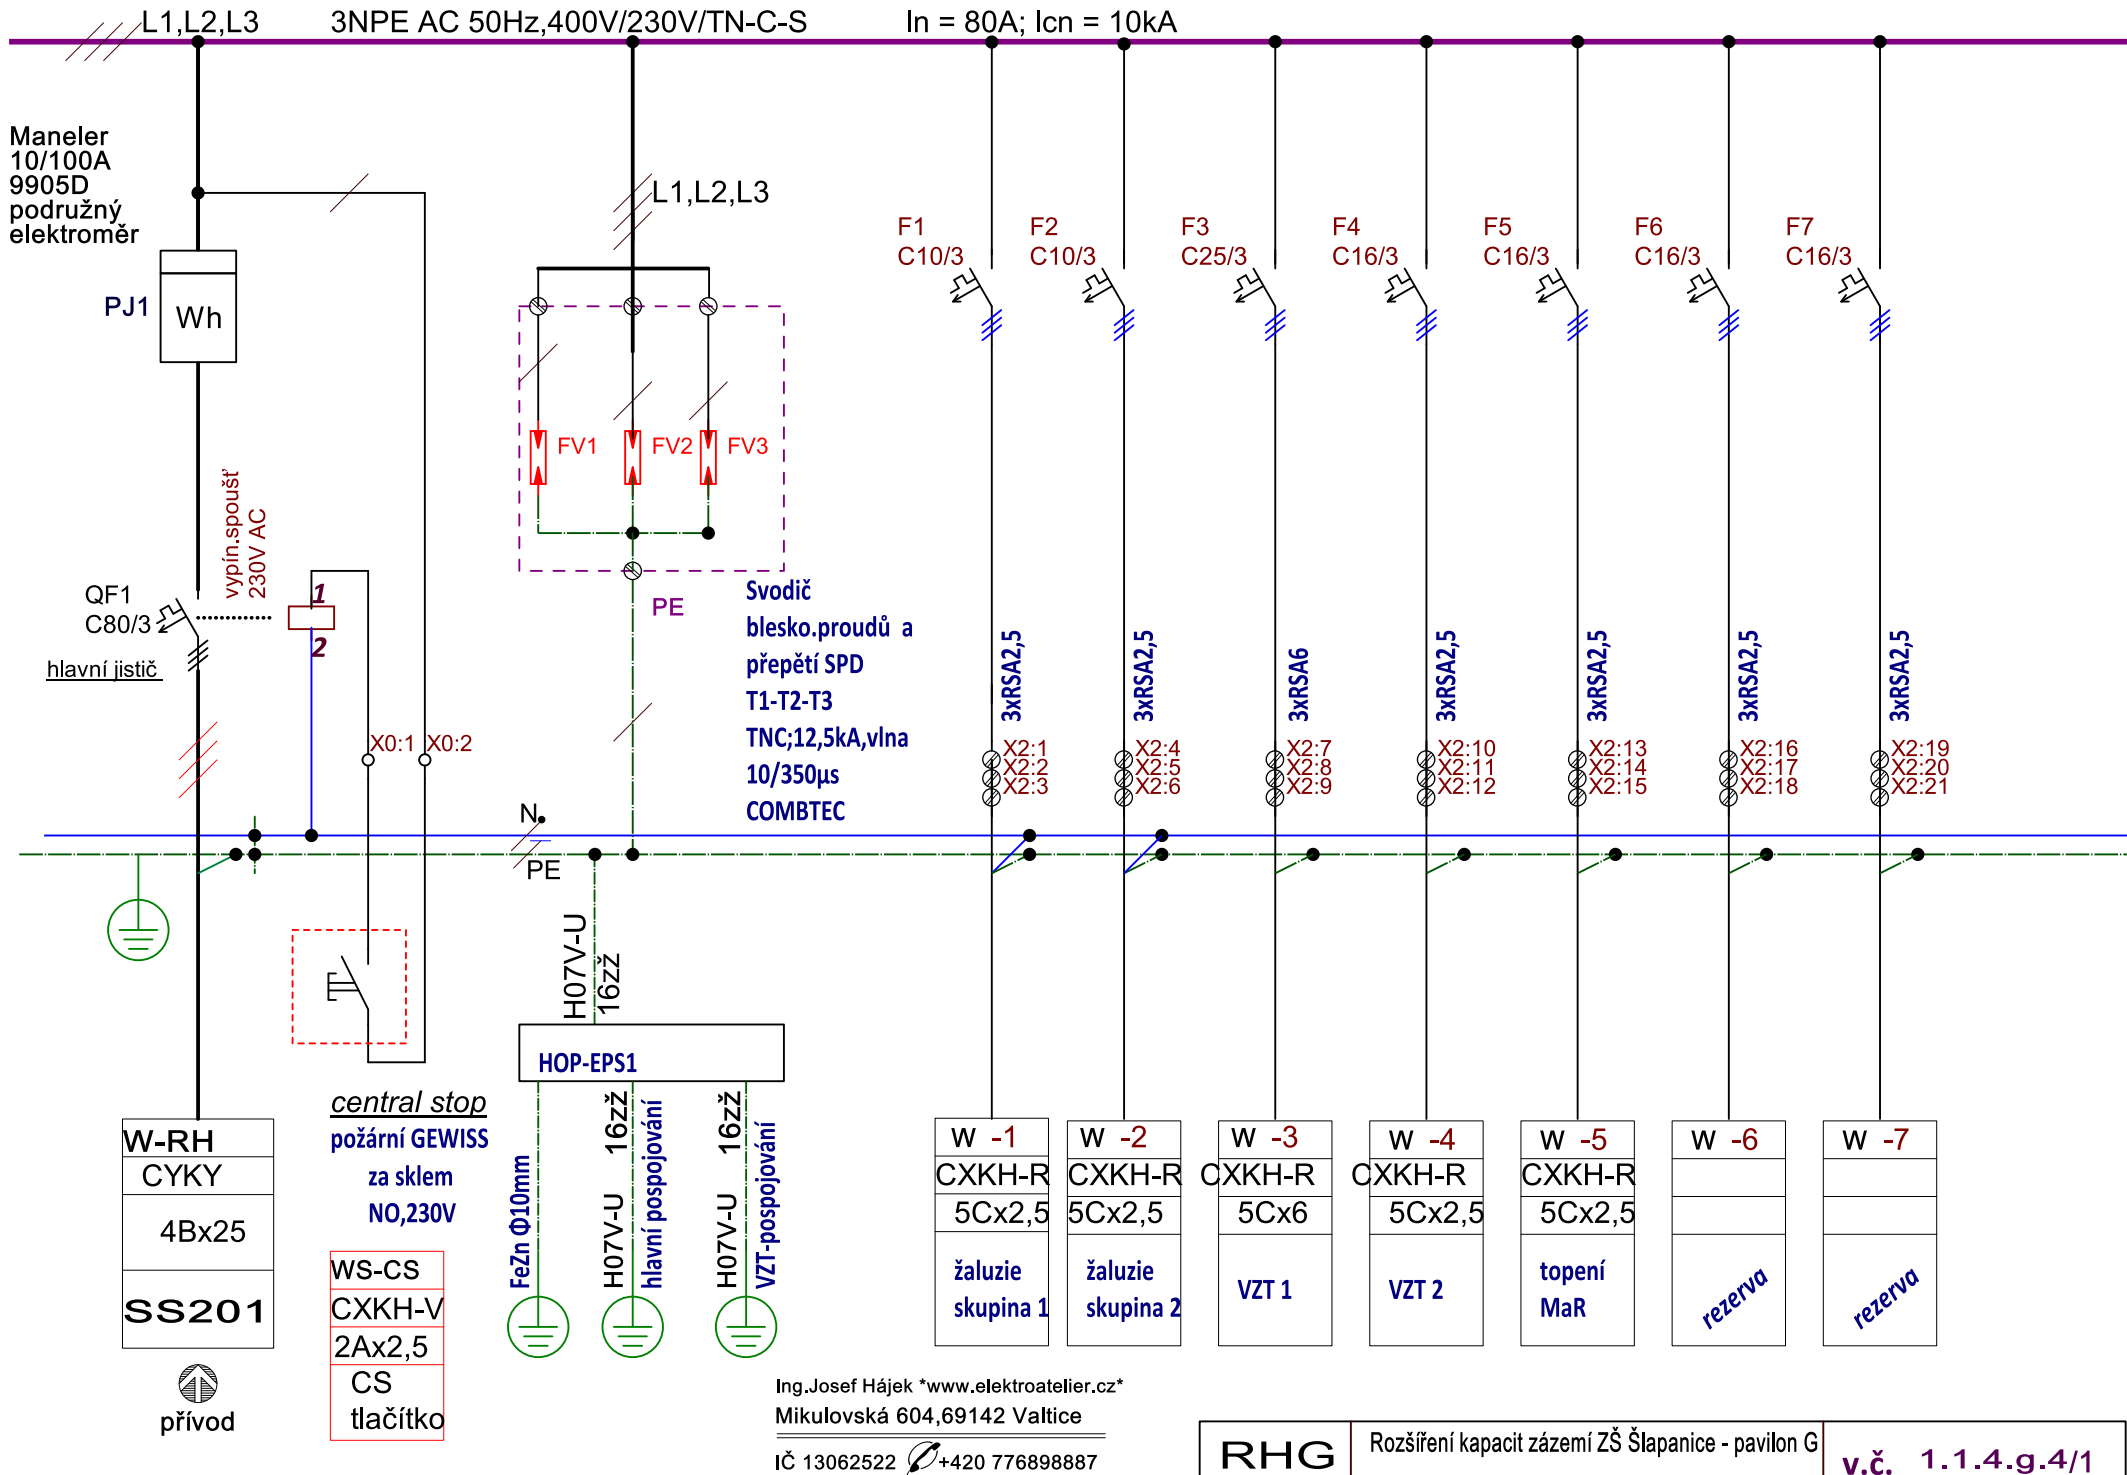 L1,L2,L3
3NPE AC 50Hz,400V/230V/TN-C-S
In = 80A; Icn = 10kA
Maneler
10/100A
9905D
podružný
elektroměr
PJ1
Wh
vypín.spoušť
230V AC
QF1
C80/3
hlavní jistič
1
2
X0:1
X0:2
L1,L2,L3
FV1
FV2
FV3
PE
Svodič
blesko.proudů a
přepětí SPD
T1-T2-T3
TNC;12,5kA,vlna
10/350µs
COMBTEC
N
PE
F1
C10/3
F2
C10/3
F3
C25/3
F4
C16/3
F5
C16/3
F6
C16/3
F7
C16/3
3xRSA2,5
3xRSA2,5
3xRSA6
3xRSA2,5
3xRSA2,5
3xRSA2,5
3xRSA2,5
X2:1
X2:2
X2:3
X2:4
X2:5
X2:6
X2:7
X2:8
X2:9
X2:10
X2:11
X2:12
X2:13
X2:14
X2:15
X2:16
X2:17
X2:18
X2:19
X2:20
X2:21
H07V-U
16zž
HOP-EPS1
FeZn Φ10mm
H07V-U 16zž
hlavní pospojování
H07V-U 16zž
VZT-pospojování
central stop
požární GEWISS
za sklem
NO,230V
W-RH
CYKY
4Bx25
SS201
přívod
WS-CS
CXKH-V
2Ax2,5
CS
tlačítko
W -1
CXKH-R
5Cx2,5
žaluzie
skupina 1
W -2
CXKH-R
5Cx2,5
žaluzie
skupina 2
W -3
CXKH-R
5Cx6
VZT 1
W -4
CXKH-R
5Cx2,5
VZT 2
W -5
CXKH-R
5Cx2,5
topení
MaR
W -6
rezerva
W -7
rezerva
Ing.Josef Hájek *www.elektroatelier.cz*
Mikulovská 604,69142 Valtice
IČ 13062522 +420 776898887
RHG
Rozšíření kapacit zázemí ZŠ Šlapanice - pavilon G
v.č. 1.1.4.g.4/1